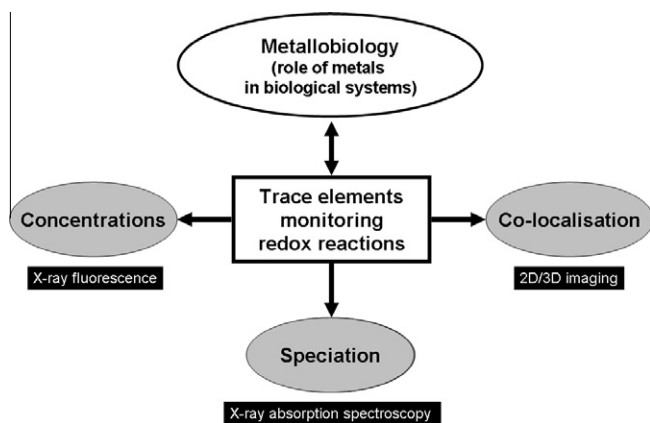 Metallobiology
(role of metals
in biological systems)
Trace elements
monitoring
redox reactions
Concentrations
X-ray fluorescence
Co-localisation
2D/3D imaging
Speciation
X-ray absorption spectroscopy